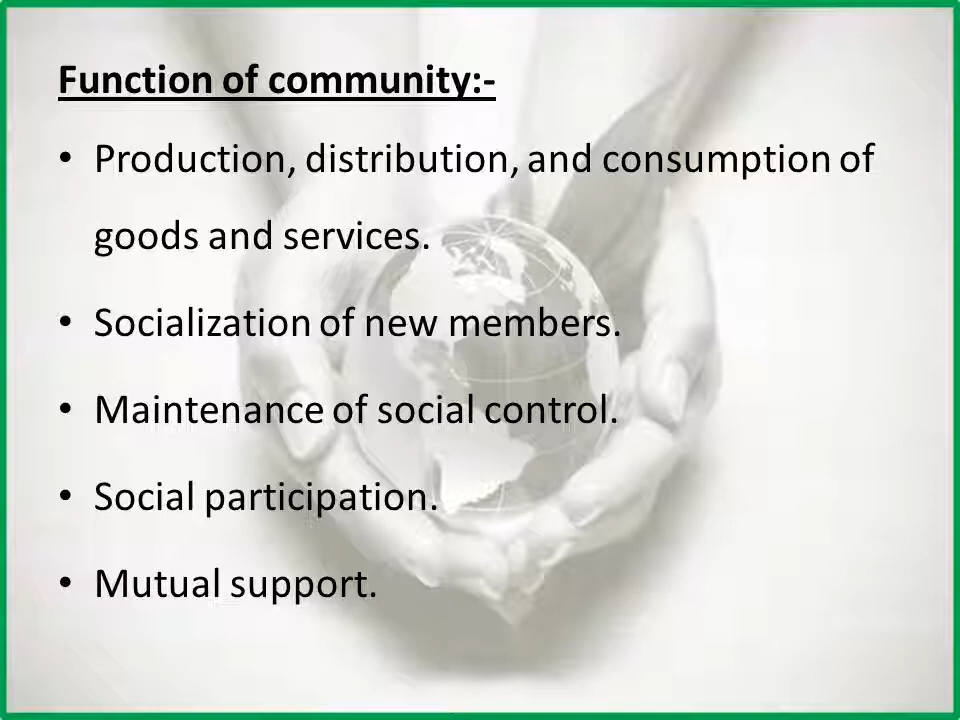 Function of community:-
• Production, distribution, and consumption of
goods and services.
• Socialization of new members.
• Maintenance of social control.
• Social participation.
• Mutual support.